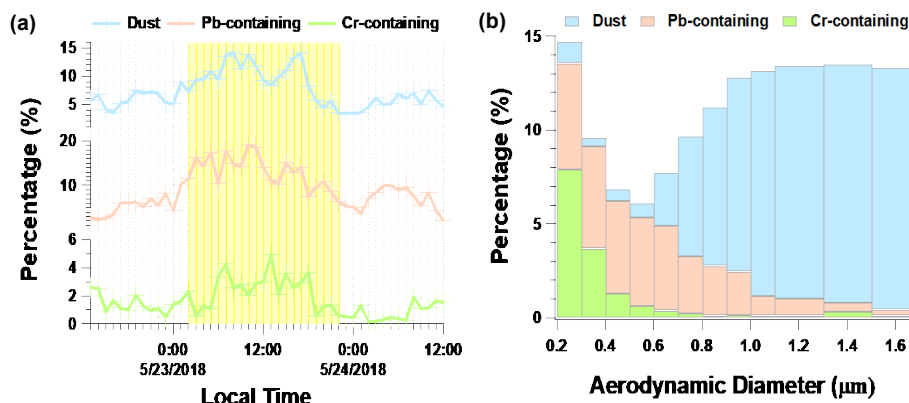 (a)
Dust Pb-containing Cr-containing
Percentatge (%)
15
10
5
20
10
6
4
2
0
0:00 12:00 0:00 12:00
5/23/2018 5/24/2018
Local Time
(b)
Dust Pb-containing Cr-containing
Percentage (%)
15
10
5
0
0.2 0.4 0.6 0.8 1.0 1.2 1.4 1.6
Aerodynamic Diameter (μm)